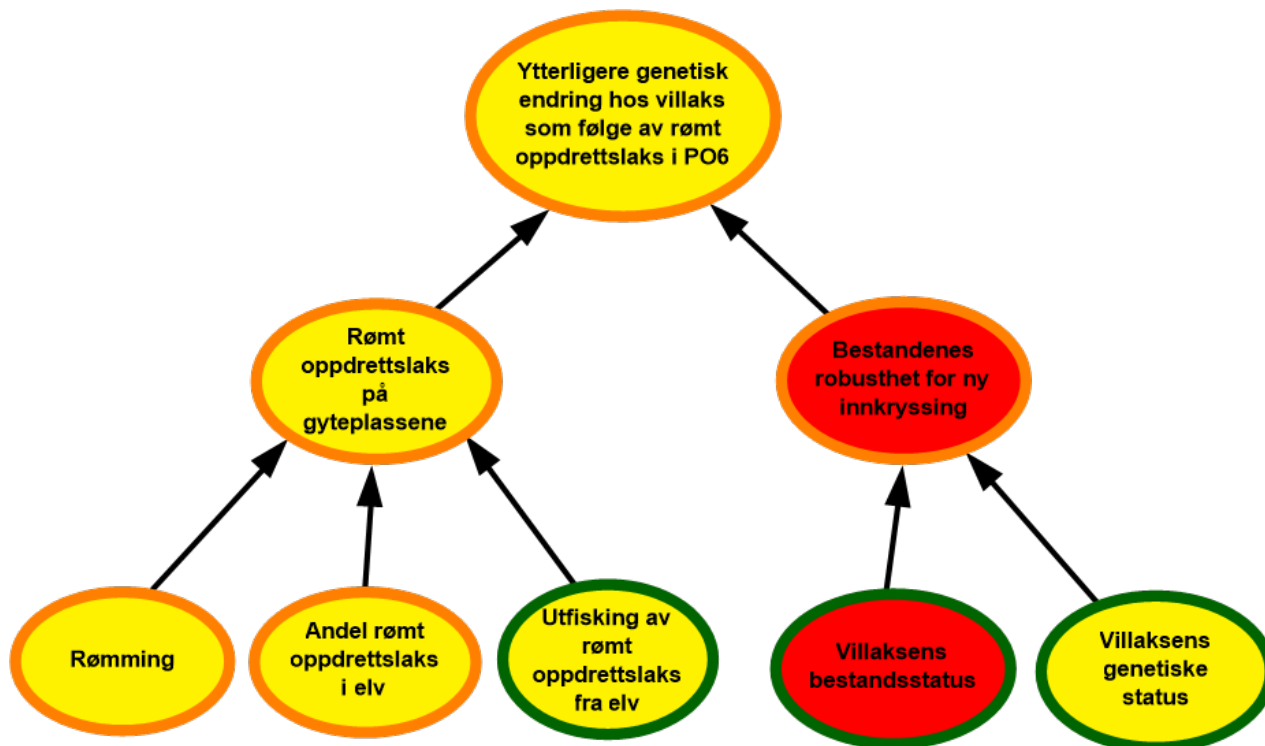 Ytterligere genetisk
endring hos villaks
som følge av rømt
oppdrettslaks i PO6
Rømt
oppdrettslaks
på
gyteplassene
Bestandenes
robusthet for ny
innkryssing
Rømming
Andel rømt
oppdrettslaks
i elv
Utfisking av
rømt
oppdrettslaks
fra elv
Villaksens
bestandsstatus
Villaksens
genetiske
status